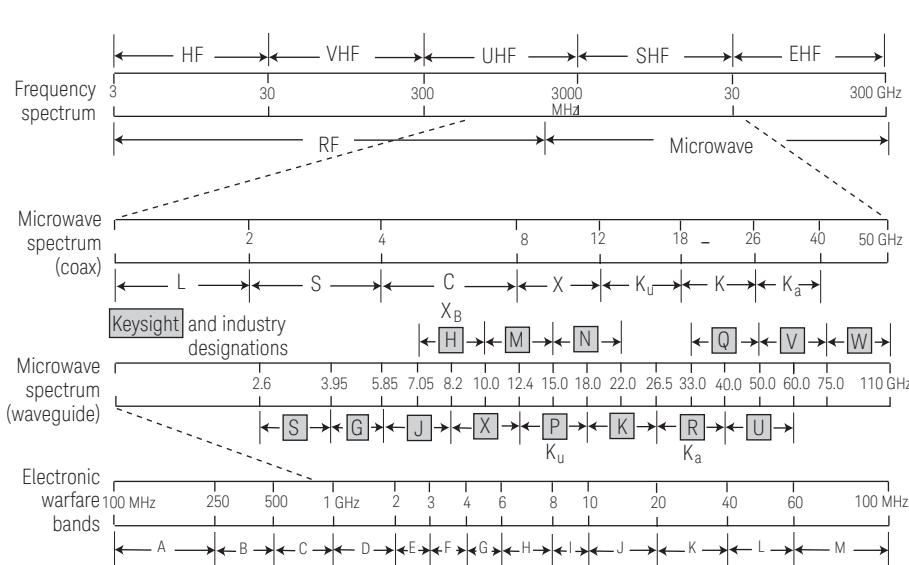 HF VHF UHF SHF EHF
Frequency
spectrum
3 30 300 3000 30 300 GHz
MHz
RF Microwave
Microwave
spectrum
(coax)
2 4 8 12 18 – 26 40 50 GHz
L S C X Ku K Ka
Keysight and industry
designations
XB
H M N Q V W
Microwave
spectrum
(waveguide)
2.6 3.95 5.85 7.05 8.2 10.0 12.4 15.0 18.0 22.0 26.5 33.0 40.0 50.0 60.0 75.0 110 GHz
S G J X P K R U
Ku Ka
Electronic
warfare
bands
100 MHz 250 500 1 GHz 2 3 4 6 8 10 20 40 60 100 MHz
A B C D E F G H I J K L M